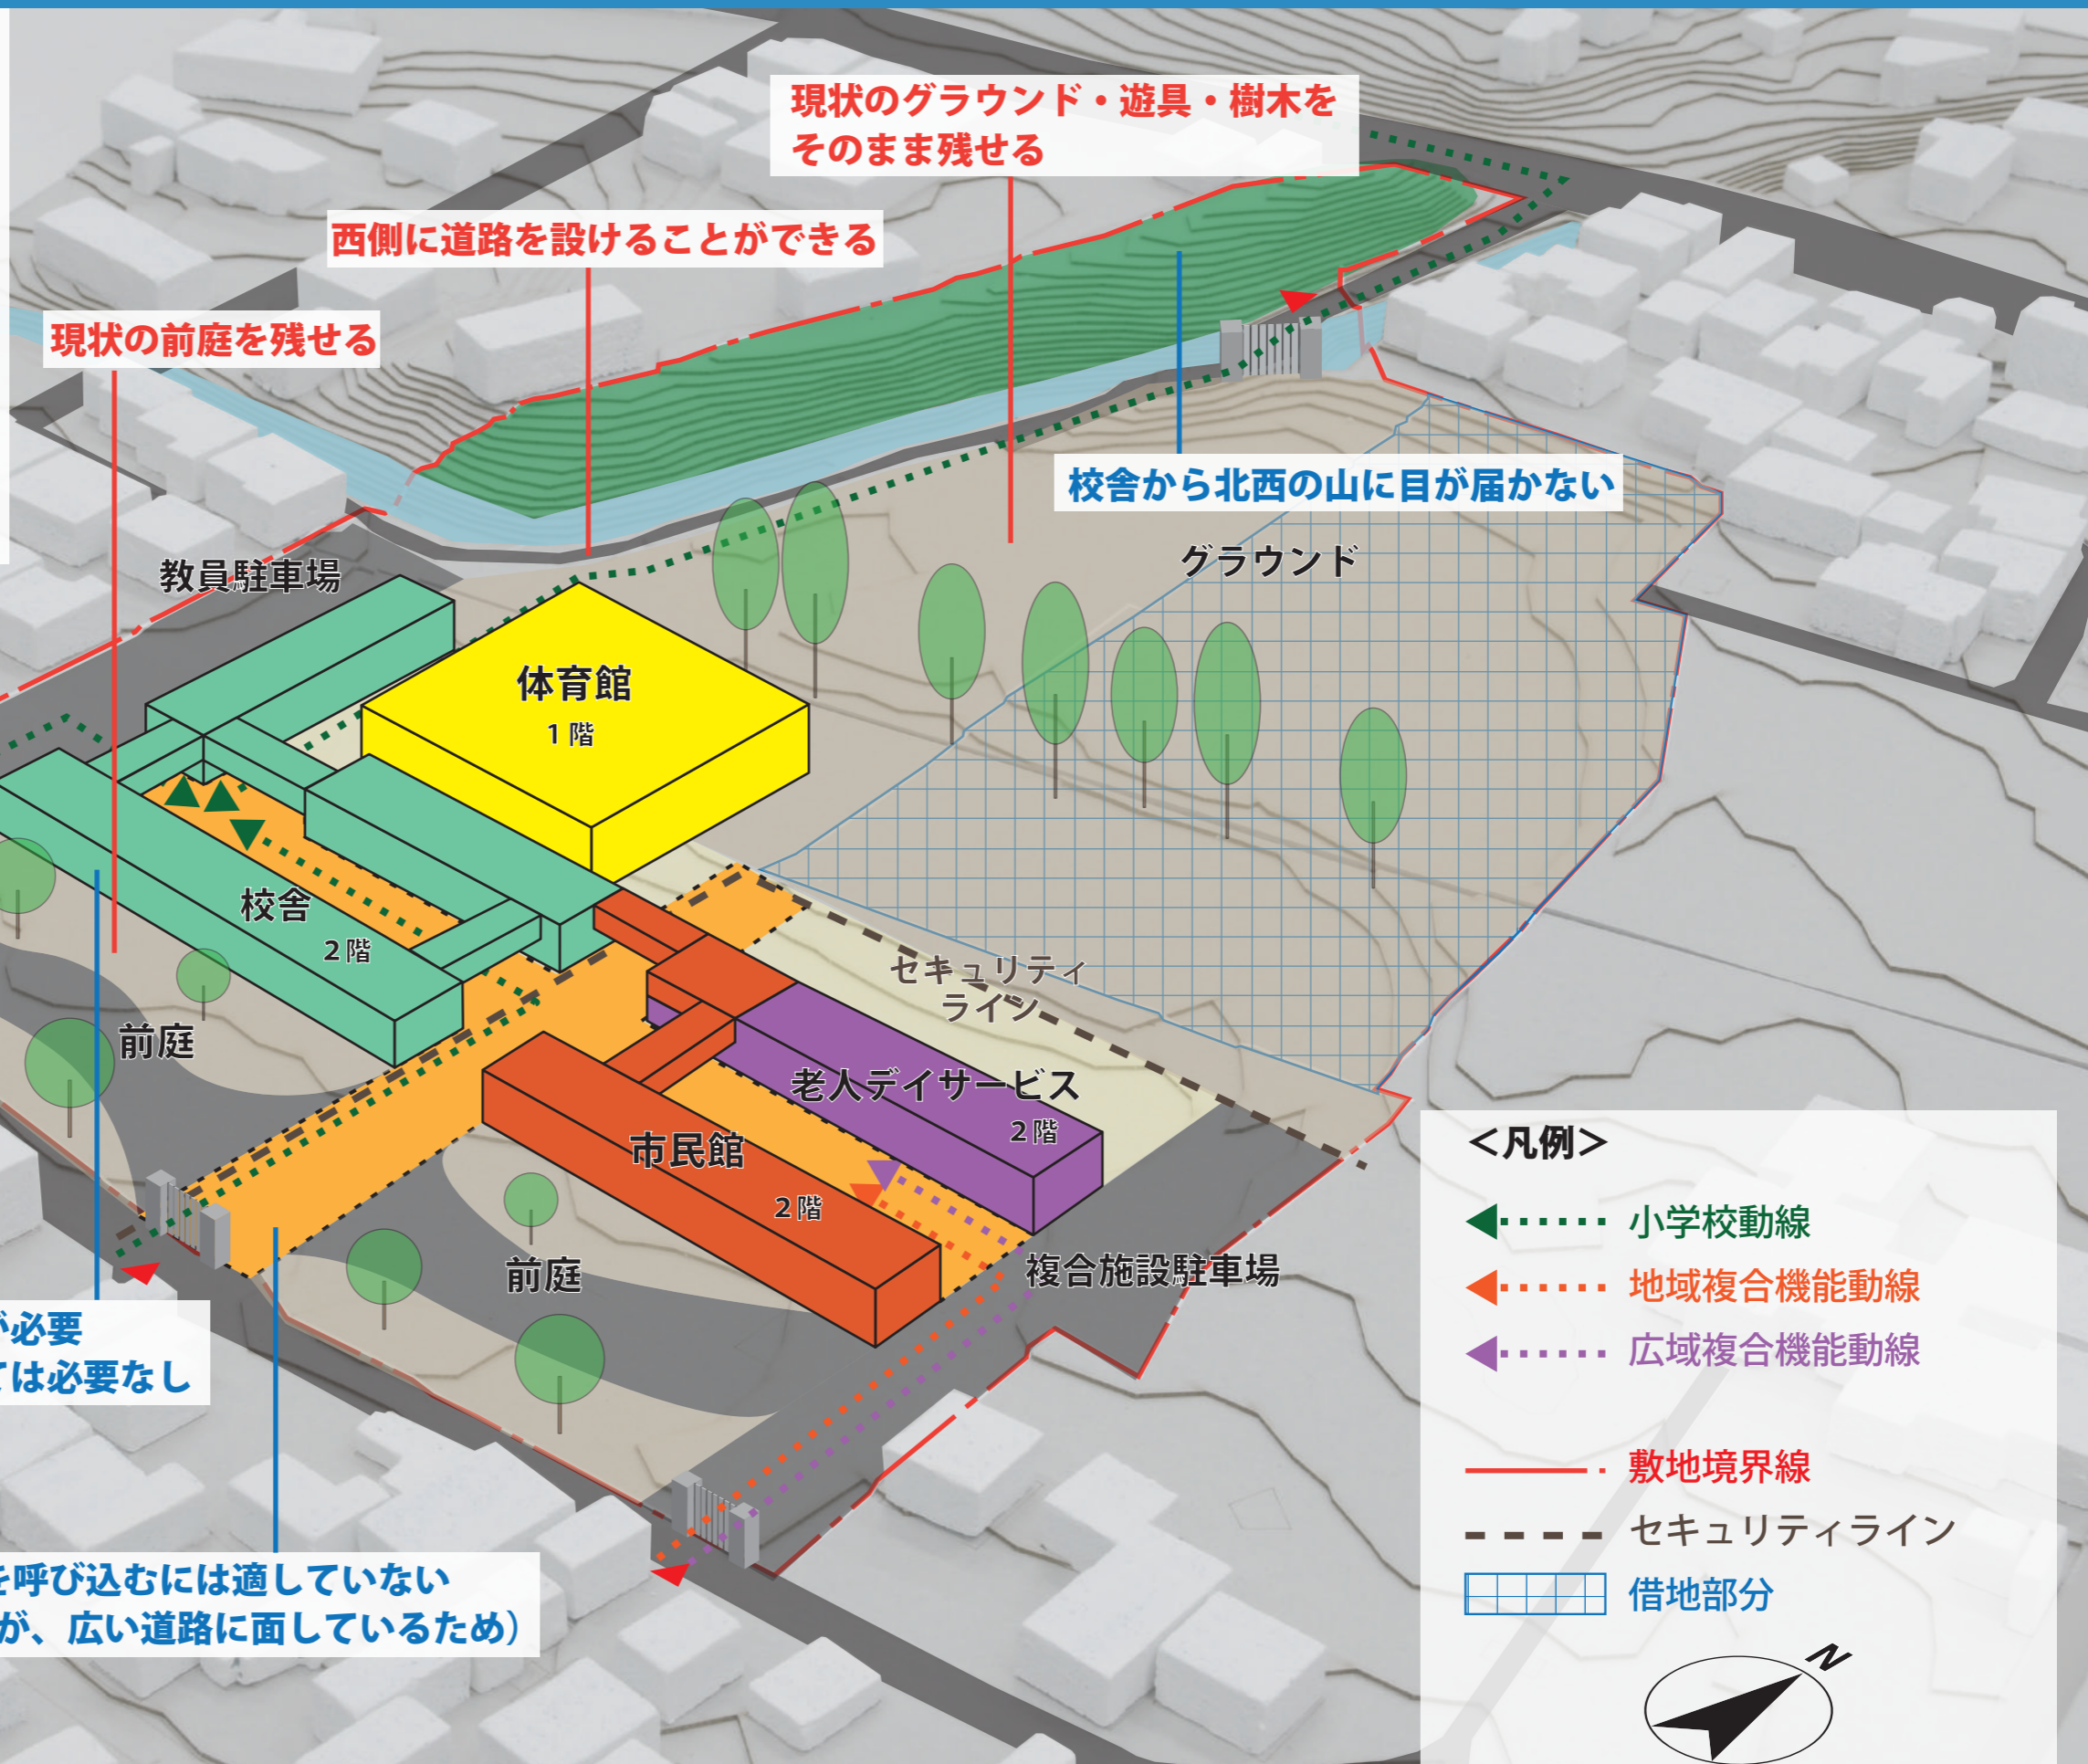 現状のグラウンド・遊具・樹木を
そのまま残せる
西側に道路を設けることができる
現状の前庭を残せる
校舎から北西の山に目が届かない
グラウンド
教員駐車場
体育館
1階
校舎
2階
セキュリティ
ライン
前庭
老人デイサービス
2階
市民館
2階
前庭
複合施設駐車場
が必要
ては必要なし
を呼び込むには適していない
が、広い道路に面しているため）
＜凡例＞
小学校動線
地域複合機能動線
広域複合機能動線
敷地境界線
セキュリティライン
借地部分
N